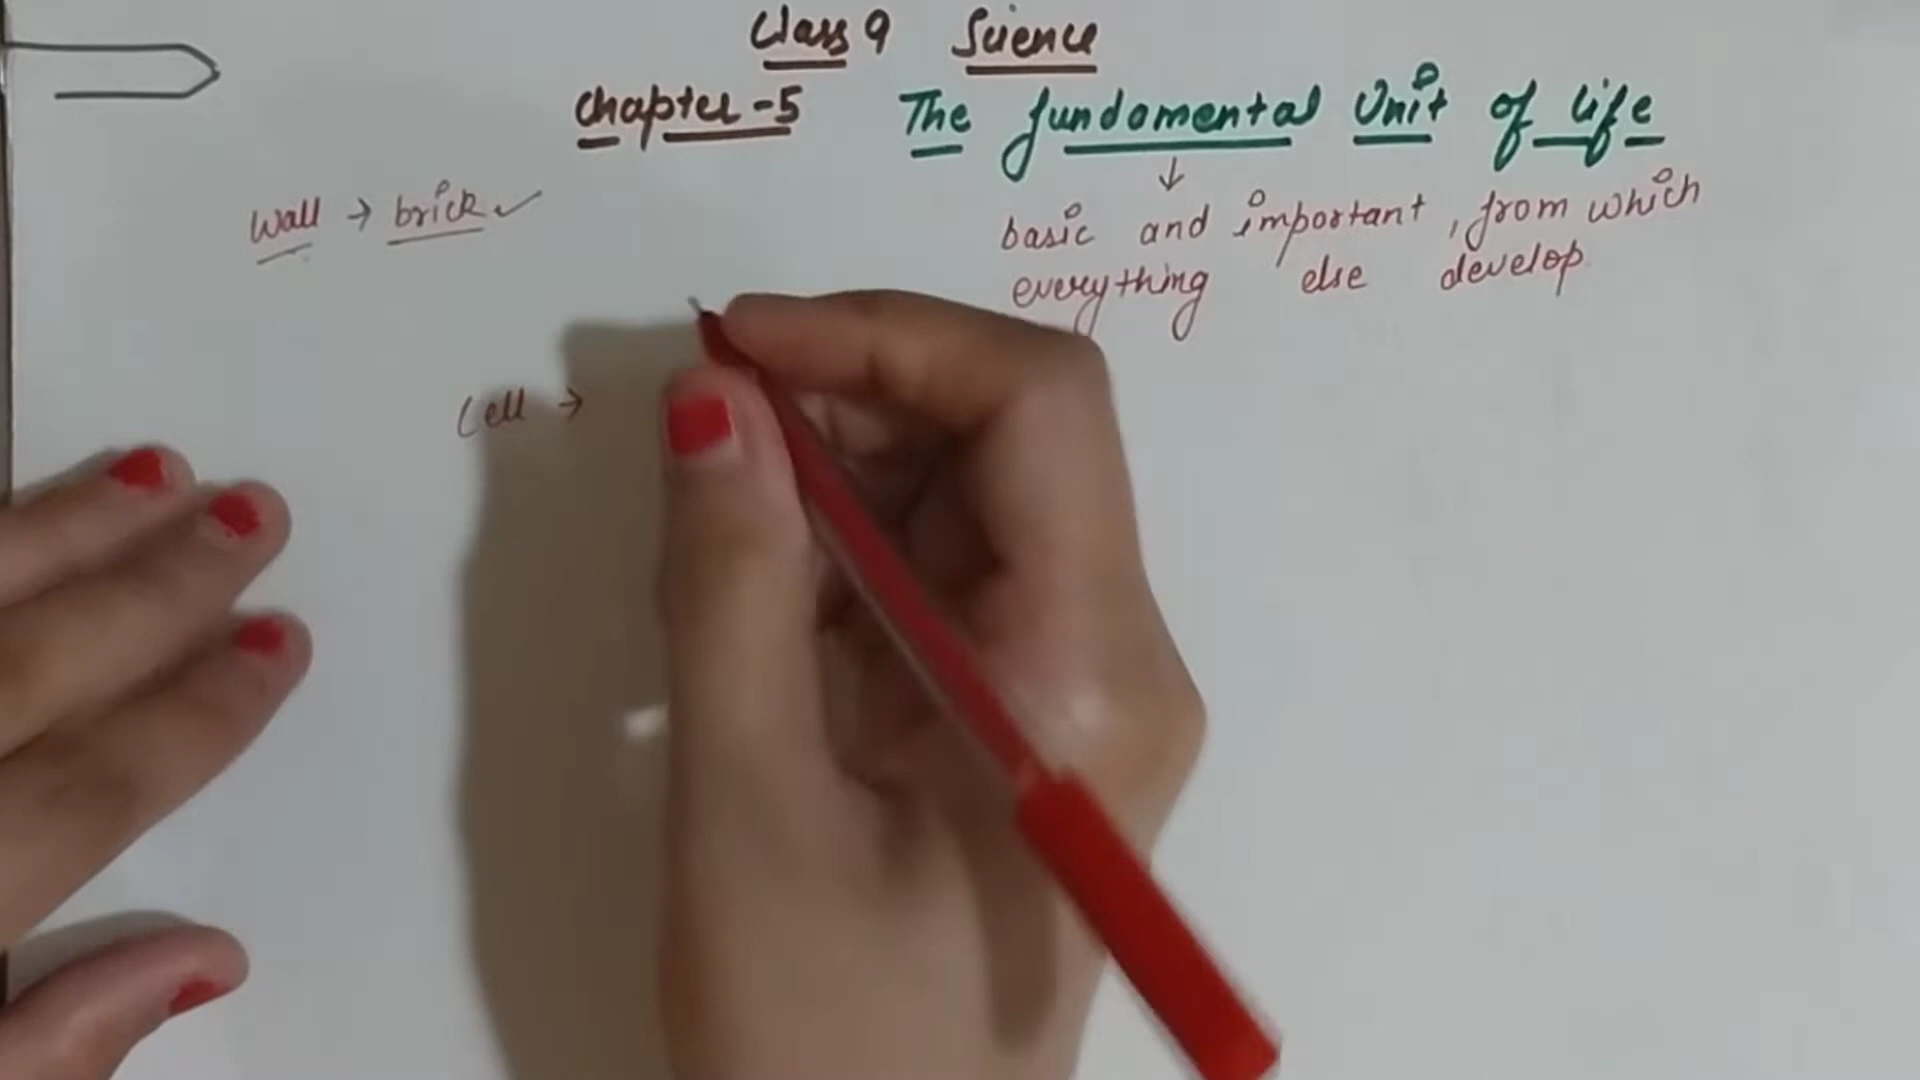 Class 9 Science
Chapter-5 The fundamental Unit of life
↓
Wall → brick ✓
basic and important, from which
everything else develop
Cell →